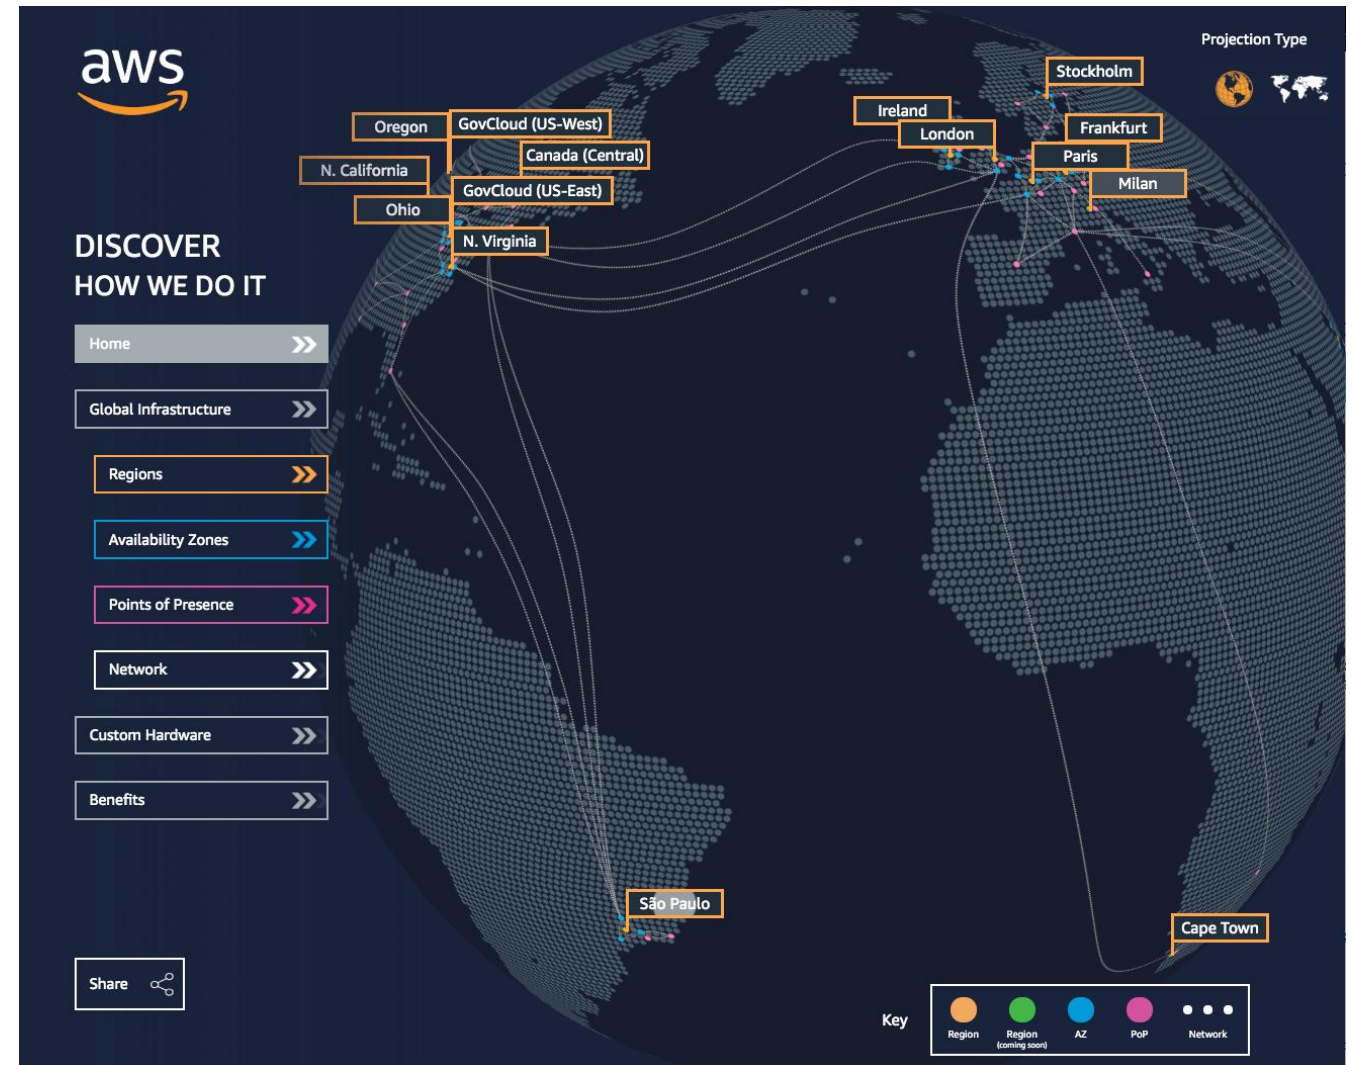 aws
Projection Type
Stockholm
Ireland
Oregon
GovCloud (US-West)
London
Frankfurt
Canada (Central)
Paris
N. California
GovCloud (US-East)
Milan
Ohio
N. Virginia
DISCOVER
HOW WE DO IT
Home
Global Infrastructure
Regions
Availability Zones
Points of Presence
Network
Custom Hardware
Benefits
São Paulo
Cape Town
Share
Key
Region
Region
(coming soon)
AZ
PoP
Network